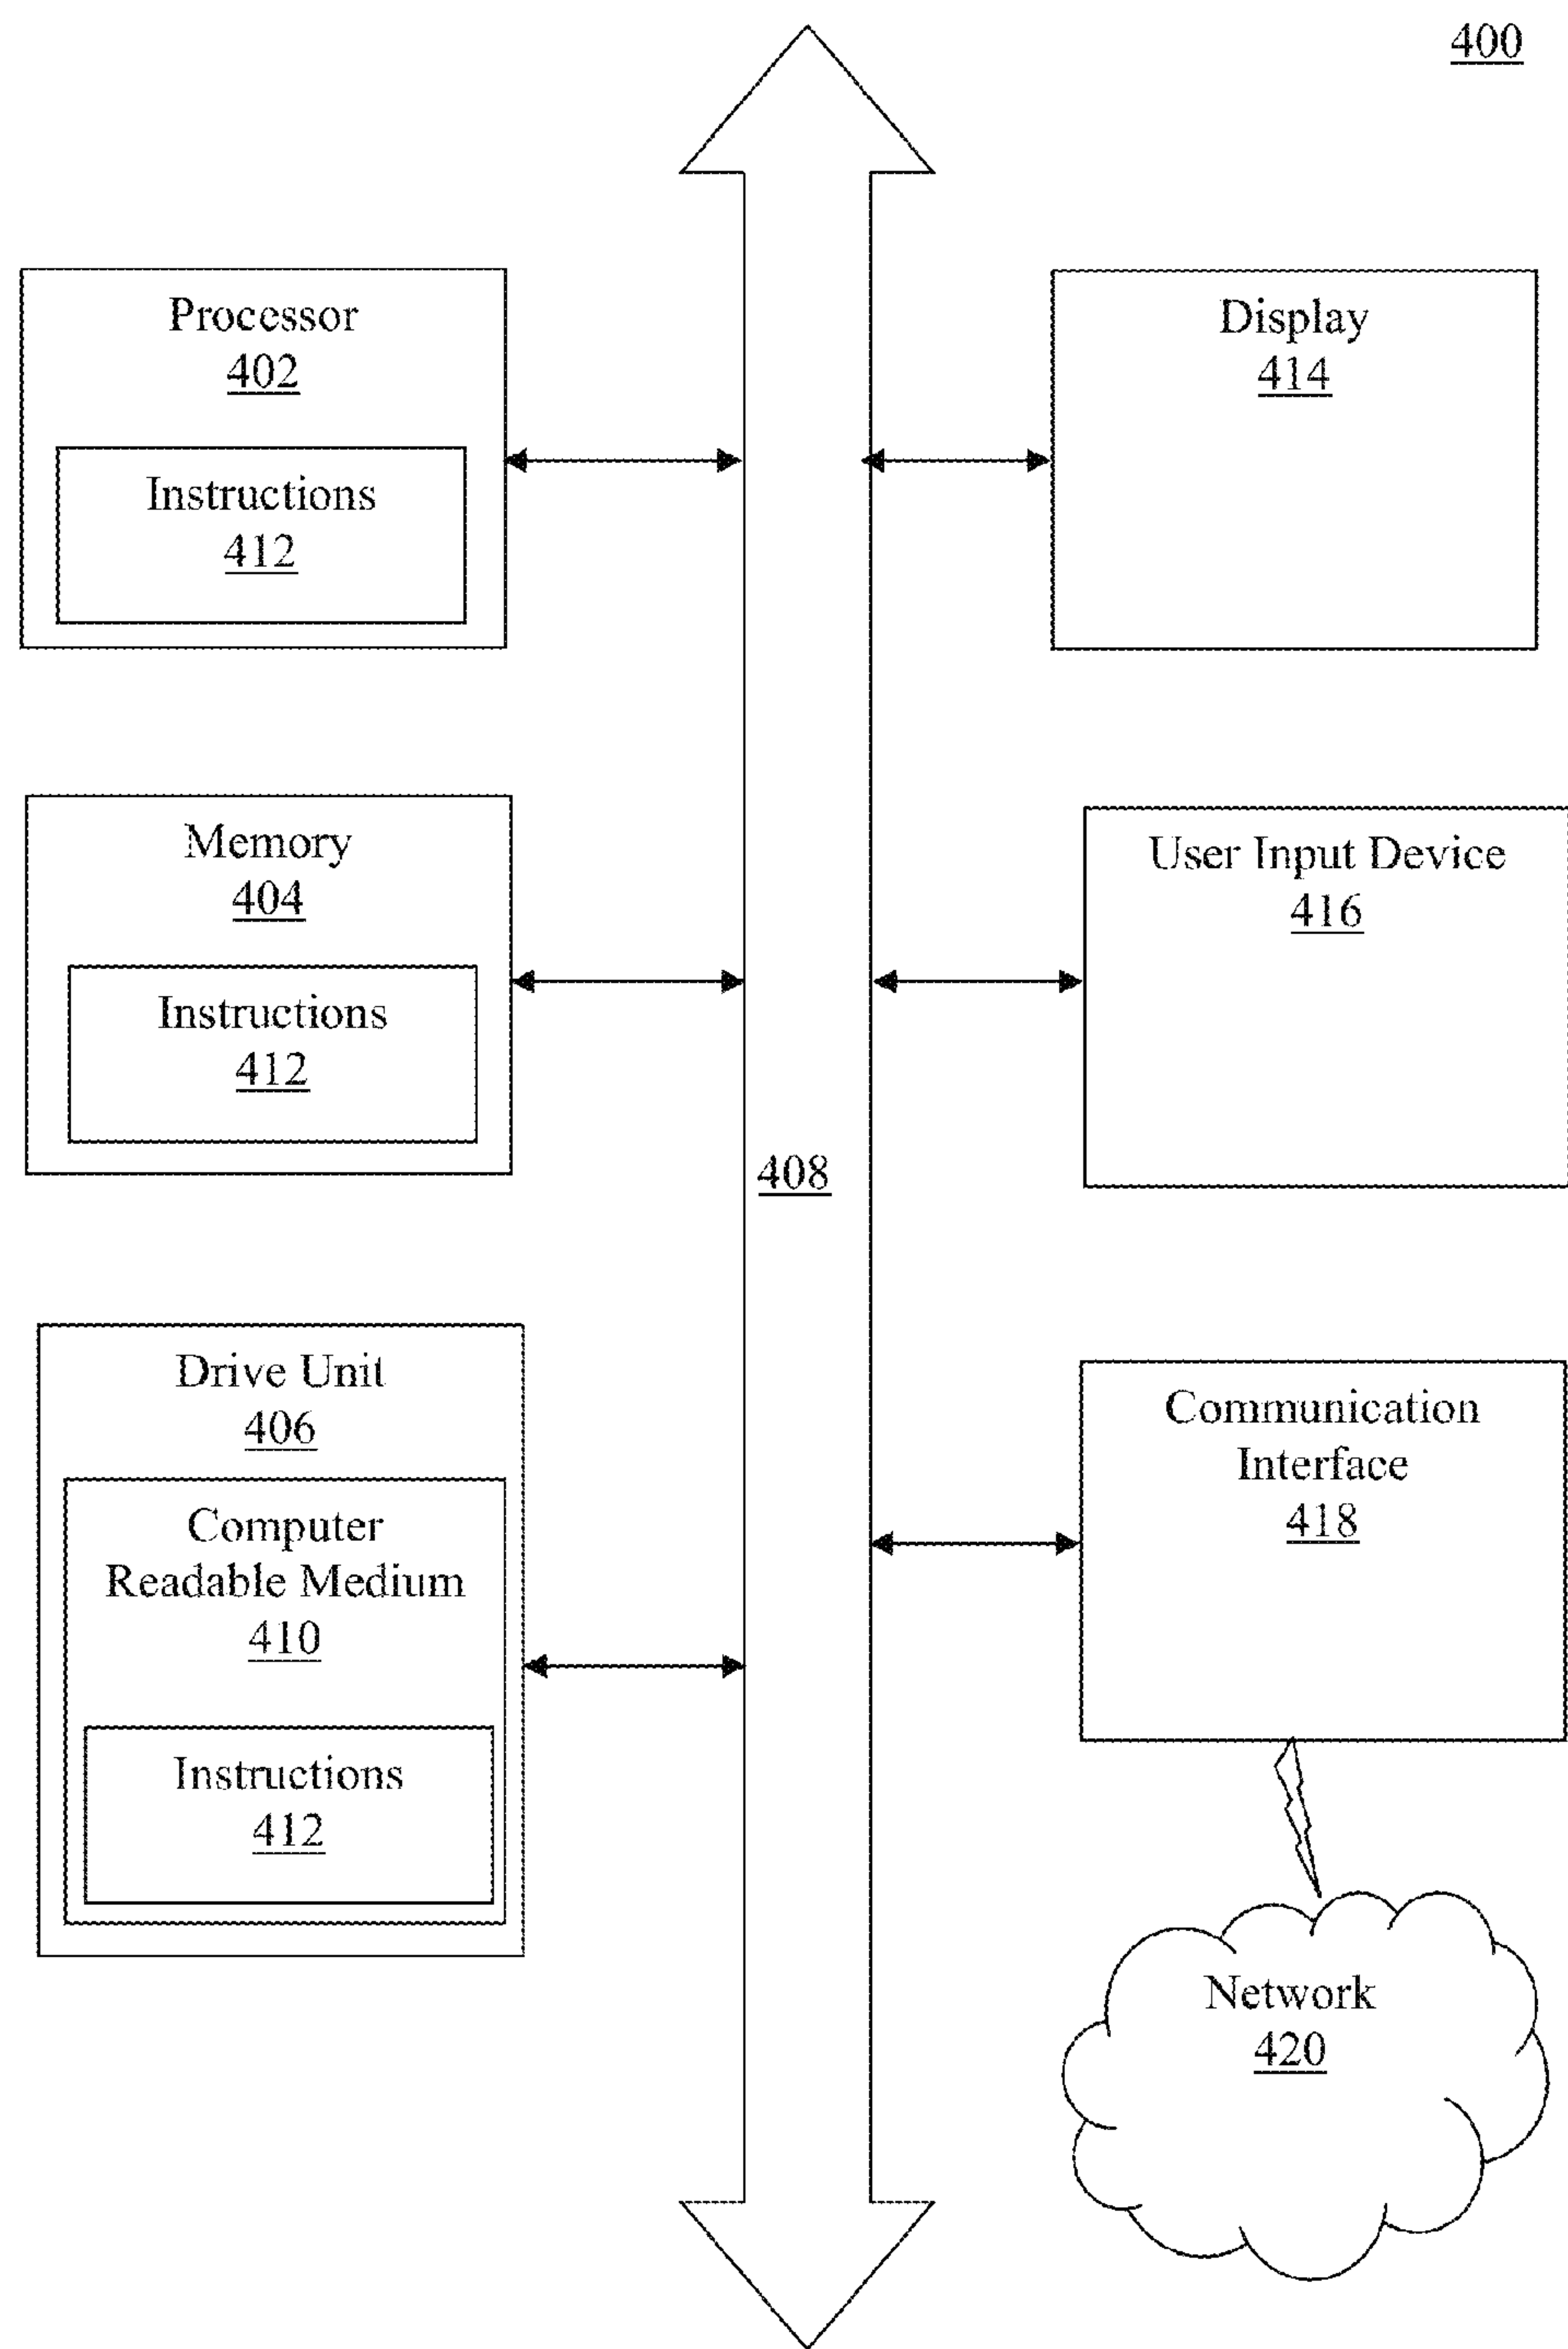 400
Processor
402
Instructions
412
Display
414
Memory
404
Instructions
412
User Input Device
416
408
Drive Unit
406
Computer
Readable Medium
410
Instructions
412
Communication
Interface
418
Network
420